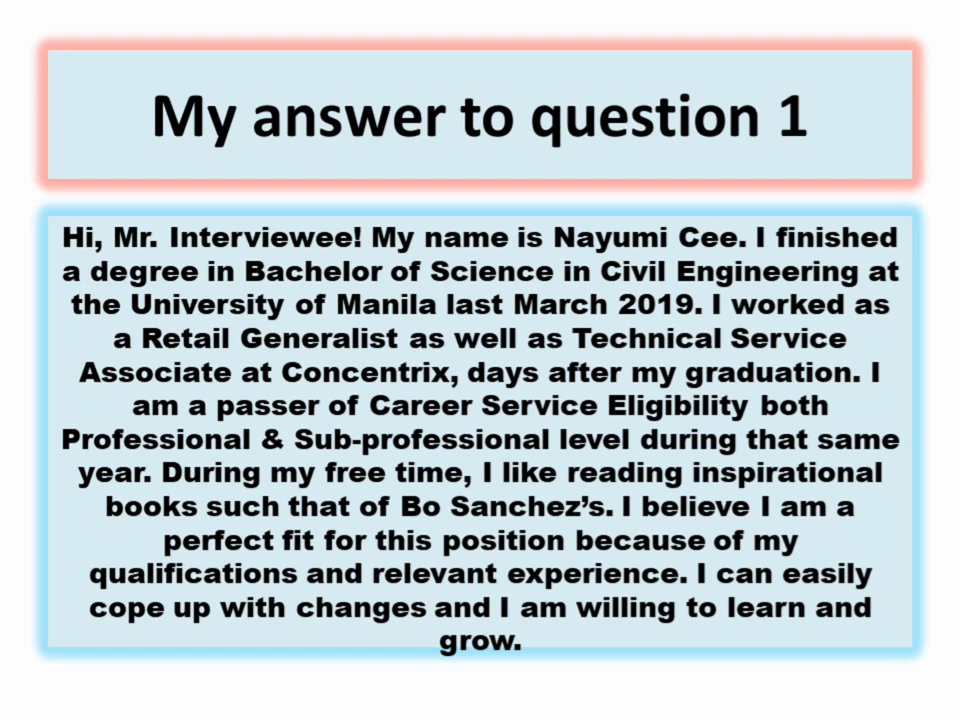 My answer to question 1
Hi, Mr. Interviewee! My name is Nayumi Cee. I finished
a degree in Bachelor of Science in Civil Engineering at
the University of Manila last March 2019. I worked as
a Retail Generalist as well as Technical Service
Associate at Concentrix, days after my graduation. I
am a passer of Career Service Eligibility both
Professional & Sub-professional level during that same
year. During my free time, I like reading inspirational
books such that of Bo Sanchez’s. I believe I am a
perfect fit for this position because of my
qualifications and relevant experience. I can easily
cope up with changes and I am willing to learn and
grow.